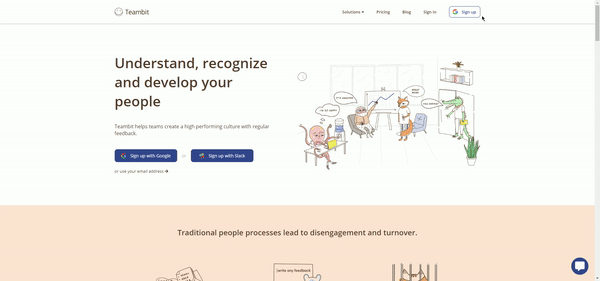 Teambit
Solutions
Pricing
Blog
Sign In
Sign up
Understand, recognize
and develop your
people
Teambit helps teams create a high performing culture with regular
feedback.
Sign up with Google
or
Sign up with Slack
or use your email address
Traditional people processes lead to disengagement and turnover.
(write any feedback